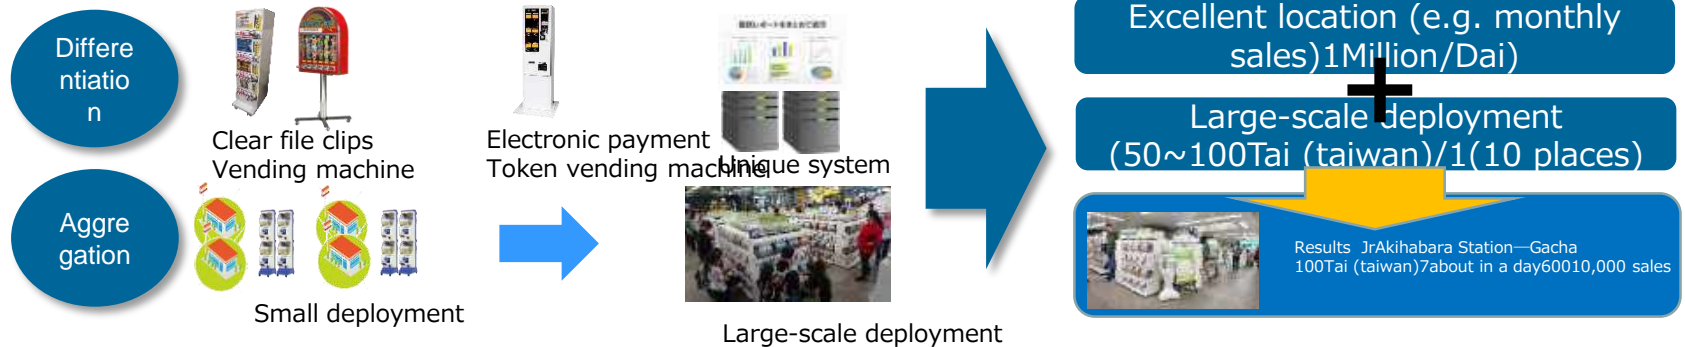 Differe
ntiatio
n
Clear file clips
Vending machine
Electronic payment
Token vending machine
Unique system
Aggre
gation
Small deployment
Large-scale deployment
Excellent location (e.g. monthly
sales)1Million/Dai)
+
Large-scale deployment
(50~100Tai (taiwan)/1(10 places)
Results JrAkihabara Station—Gacha
100Tai (taiwan)7about in a day60010,000 sales